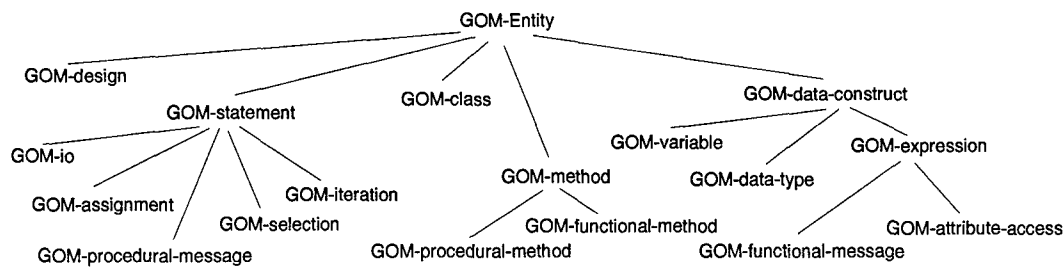 GOM-Entity
GOM-design
GOM-class
GOM-data-construct
GOM-statement
GOM-variable
GOM-expression
GOM-io
GOM-method
GOM-data-type
GOM-iteration
GOM-assignment
GOM-selection
GOM-functional-method
GOM-attribute-access
GOM-procedural-message
GOM-procedural-method
GOM-functional-message